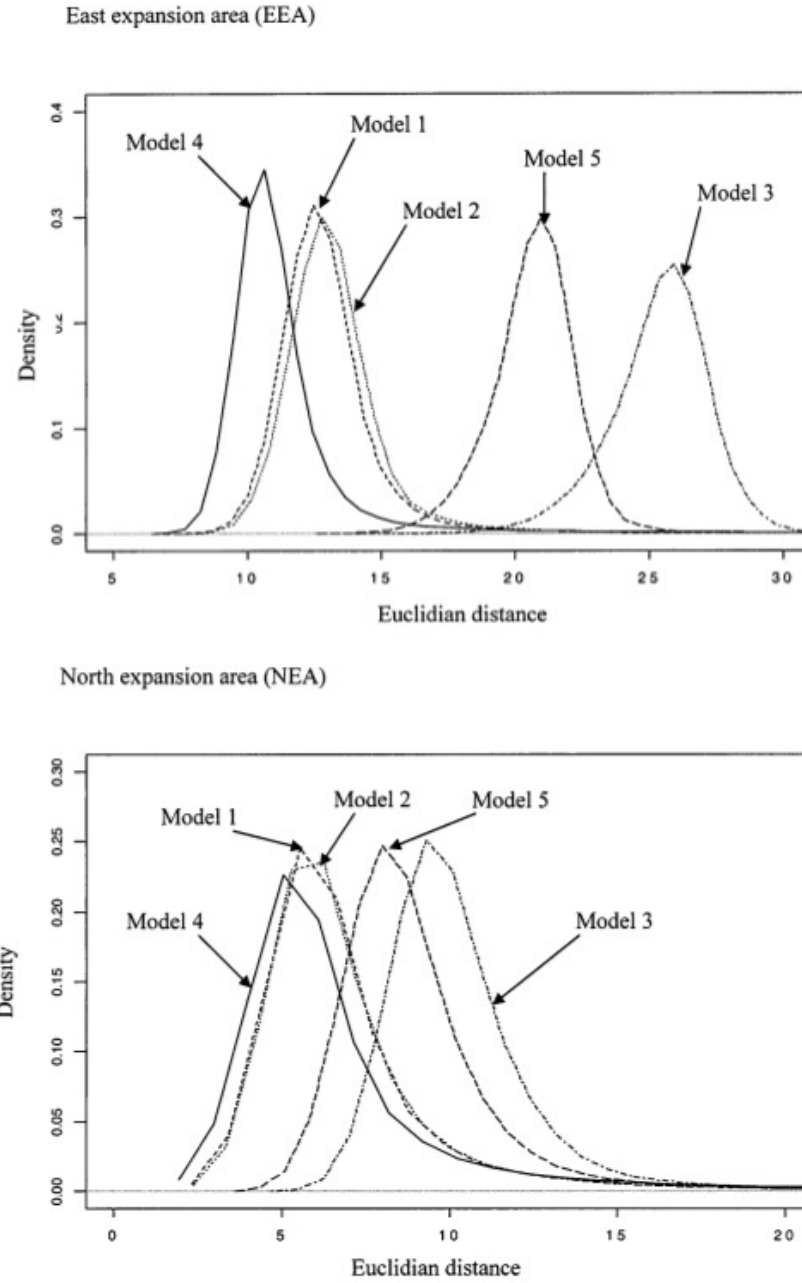 East expansion area (EEA)
0.4
Model 4
Model 1
Model 5
Model 2
Model 3
0.3
Density
0.1
0.0
5 10 15 20 25 30
Euclidian distance
North expansion area (NEA)
0.30
Model 1
Model 2
Model 5
0.25
Model 4
Model 3
0.20
Density
0.15
0.10
0.05
0.00
0 5 10 15 20
Euclidian distance